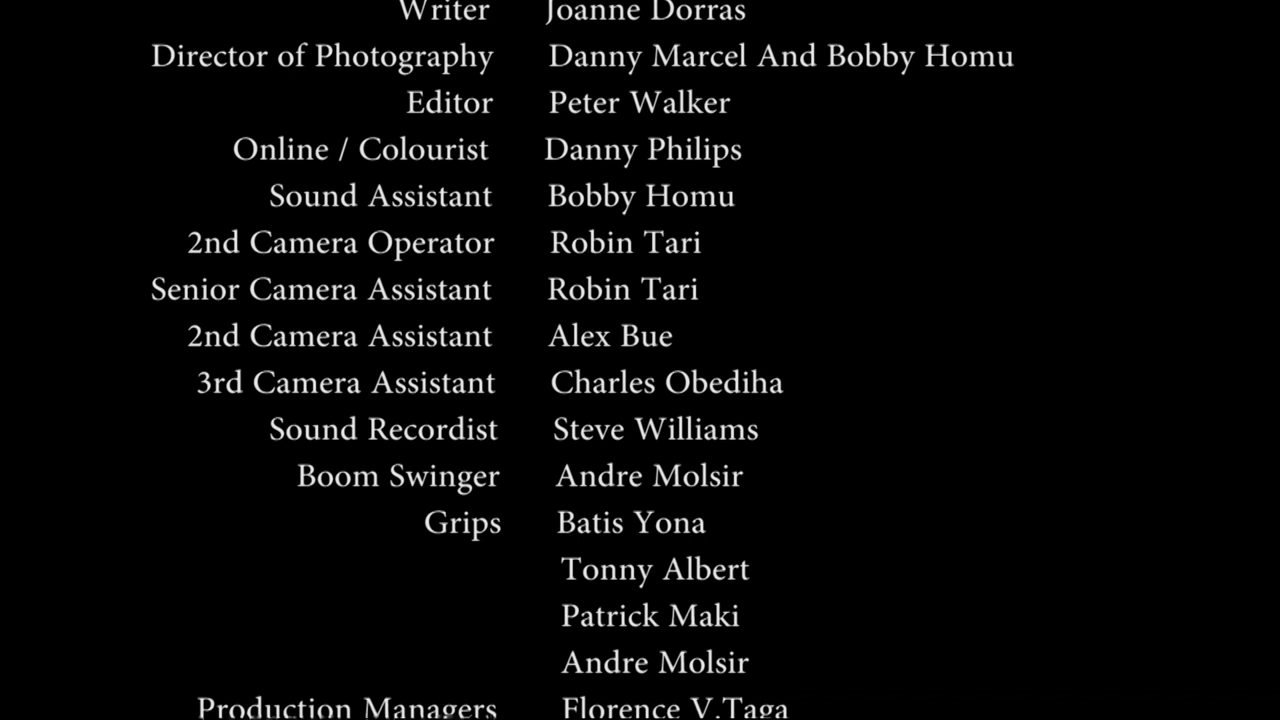 Writer Joanne Dorras
Director of Photography Danny Marcel And Bobby Homu
Editor Peter Walker
Online / Colourist Danny Philips
Sound Assistant Bobby Homu
2nd Camera Operator Robin Tari
Senior Camera Assistant Robin Tari
2nd Camera Assistant Alex Bue
3rd Camera Assistant Charles Obediha
Sound Recordist Steve Williams
Boom Swinger Andre Molsir
Grips Batis Yona
Tonny Albert
Patrick Maki
Andre Molsir
Production Managers Florence V.Taga